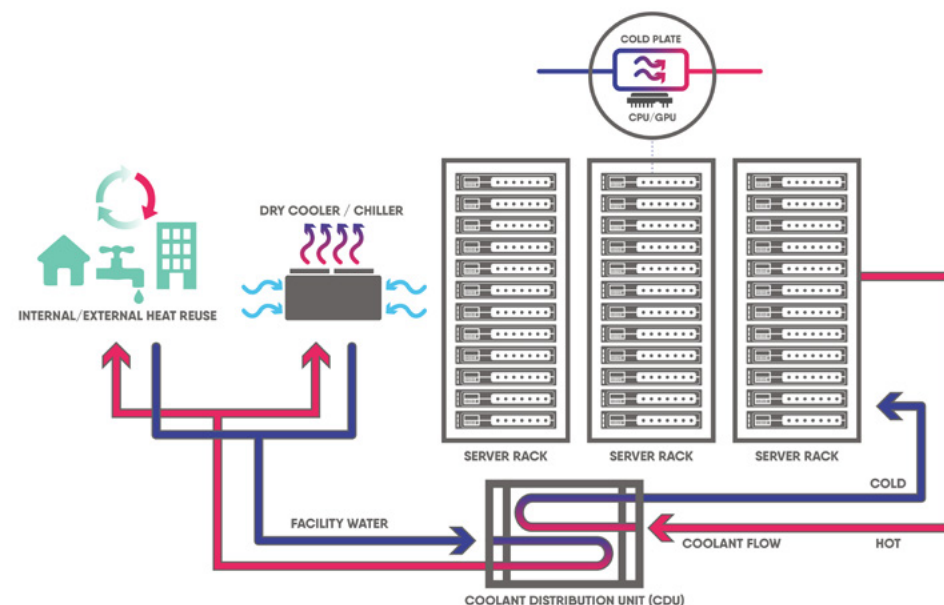 COLD PLATE
CPU/GPU
DRY COOLER / CHILLER
INTERNAL/EXTERNAL HEAT REUSE
SERVER RACK
SERVER RACK
SERVER RACK
COLD
FACILITY WATER
COOLANT FLOW
HOT
COOLANT DISTRIBUTION UNIT (CDU)